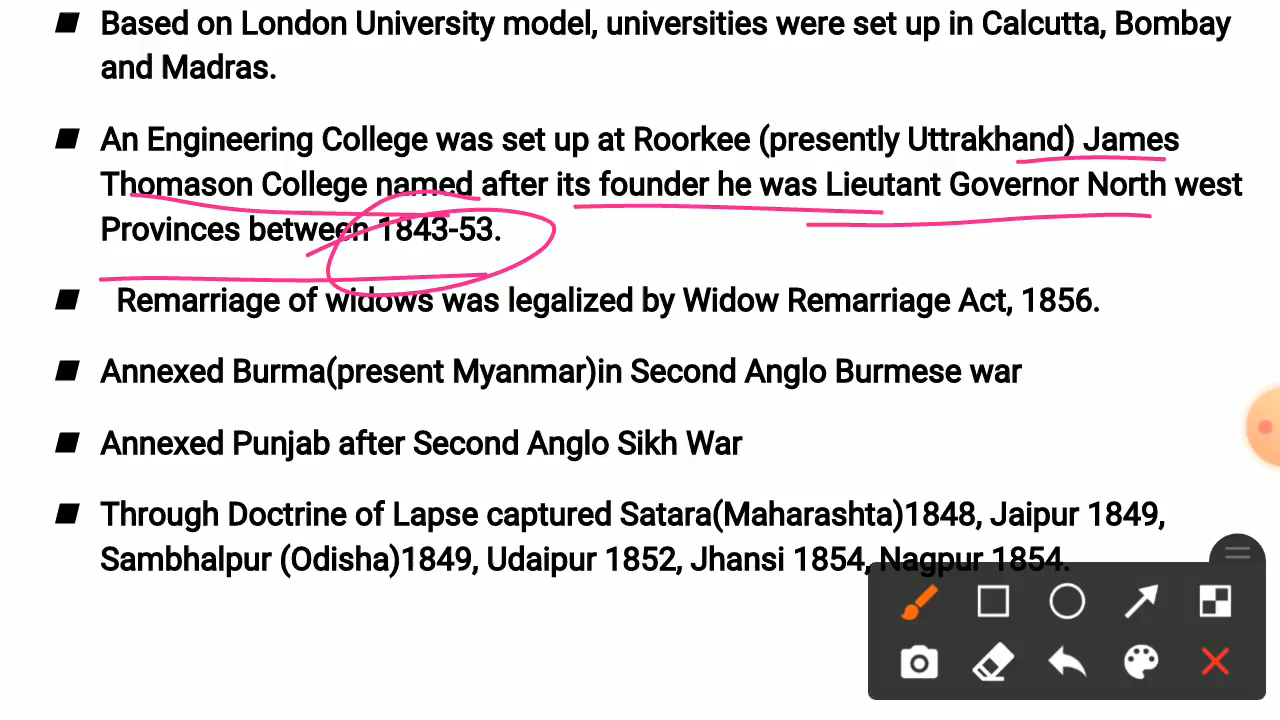 Based on London University model, universities were set up in Calcutta, Bombay
and Madras.
An Engineering College was set up at Roorkee (presently Uttrakhand) James
Thomason College named after its founder he was Lieutant Governor North west
Provinces between 1843-53.
Remarriage of widows was legalized by Widow Remarriage Act, 1856.
Annexed Burma(present Myanmar)in Second Anglo Burmese war
Annexed Punjab after Second Anglo Sikh War
Through Doctrine of Lapse captured Satara(Maharashta)1848, Jaipur 1849,
Sambhalpur (Odisha)1849, Udaipur 1852, Jhansi 1854, Nagpur 1854.